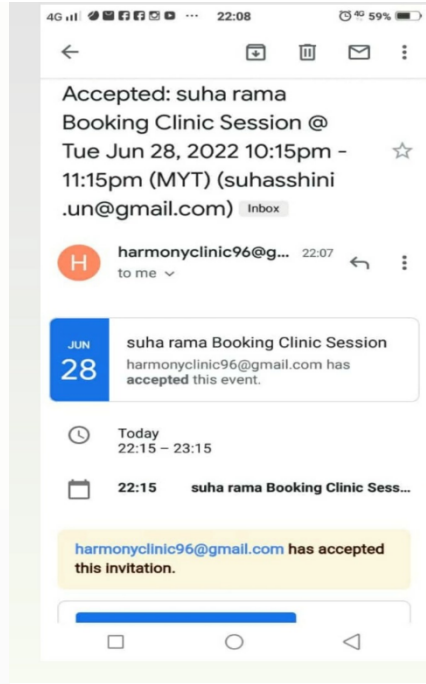 4G 22:08 4G 59%
Accepted: suha rama
Booking Clinic Session @
Tue Jun 28, 2022 10:15pm -
11:15pm (MYT) (suhasshini
.un@gmail.com) Inbox
H harmonyclinic96@g... 22:07
to me
JUN
28
suha rama Booking Clinic Session
harmonyclinic96@gmail.com has
accepted this event.
Today
22:15 – 23:15
22:15 suha rama Booking Clinic Sess...
harmonyclinic96@gmail.com has accepted
this invitation.